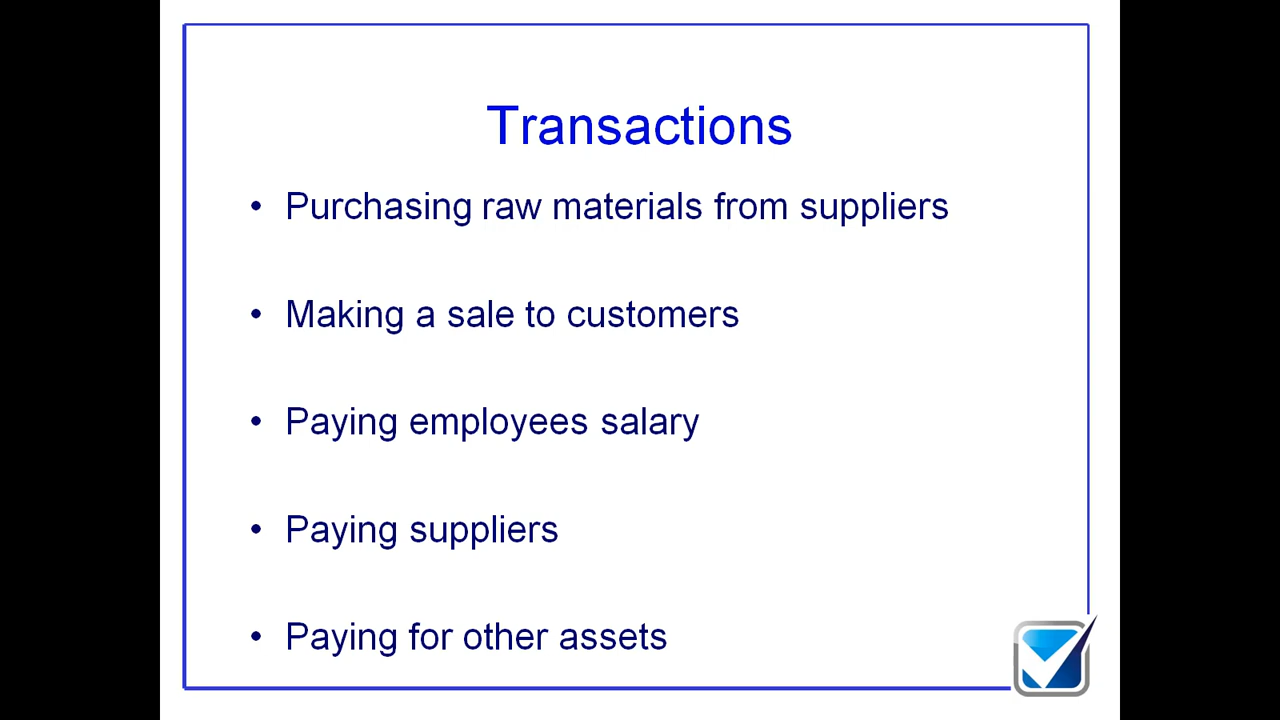 Transactions
• Purchasing raw materials from suppliers
• Making a sale to customers
• Paying employees salary
• Paying suppliers
• Paying for other assets